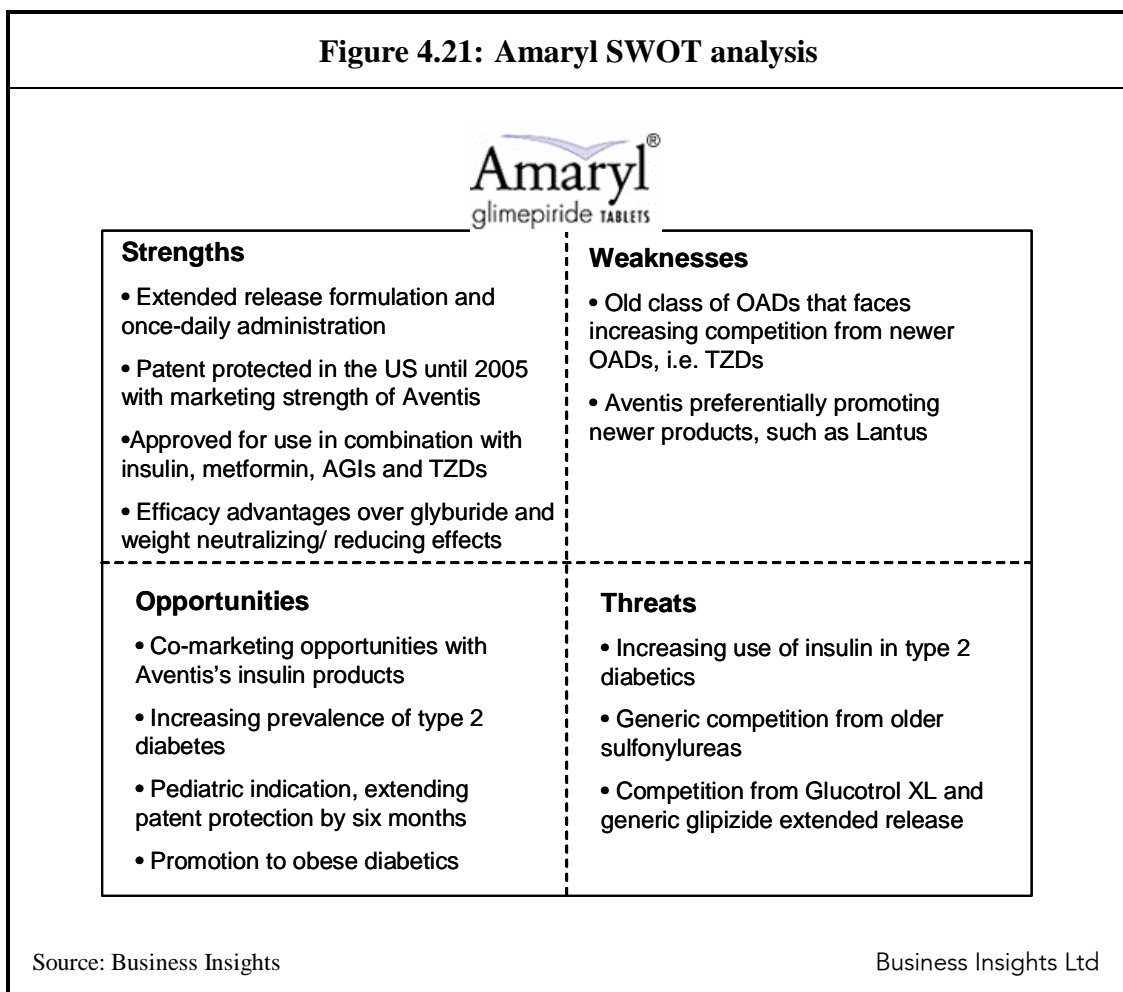 Figure 4.21: Amaryl SWOT analysis
Amaryl®
glimepiride TABLETS
Strengths
• Extended release formulation and
once-daily administration
• Patent protected in the US until 2005
with marketing strength of Aventis
•Approved for use in combination with
insulin, metformin, AGIs and TZDs
• Efficacy advantages over glyburide and
weight neutralizing/ reducing effects
Weaknesses
• Old class of OADs that faces
increasing competition from newer
OADs, i.e. TZDs
• Aventis preferentially promoting
newer products, such as Lantus
Opportunities
• Co-marketing opportunities with
Aventis's insulin products
• Increasing prevalence of type 2
diabetes
• Pediatric indication, extending
patent protection by six months
• Promotion to obese diabetics
Threats
• Increasing use of insulin in type 2
diabetics
• Generic competition from older
sulfonylureas
• Competition from Glucotrol XL and
generic glipizide extended release
Source: Business Insights
Business Insights Ltd